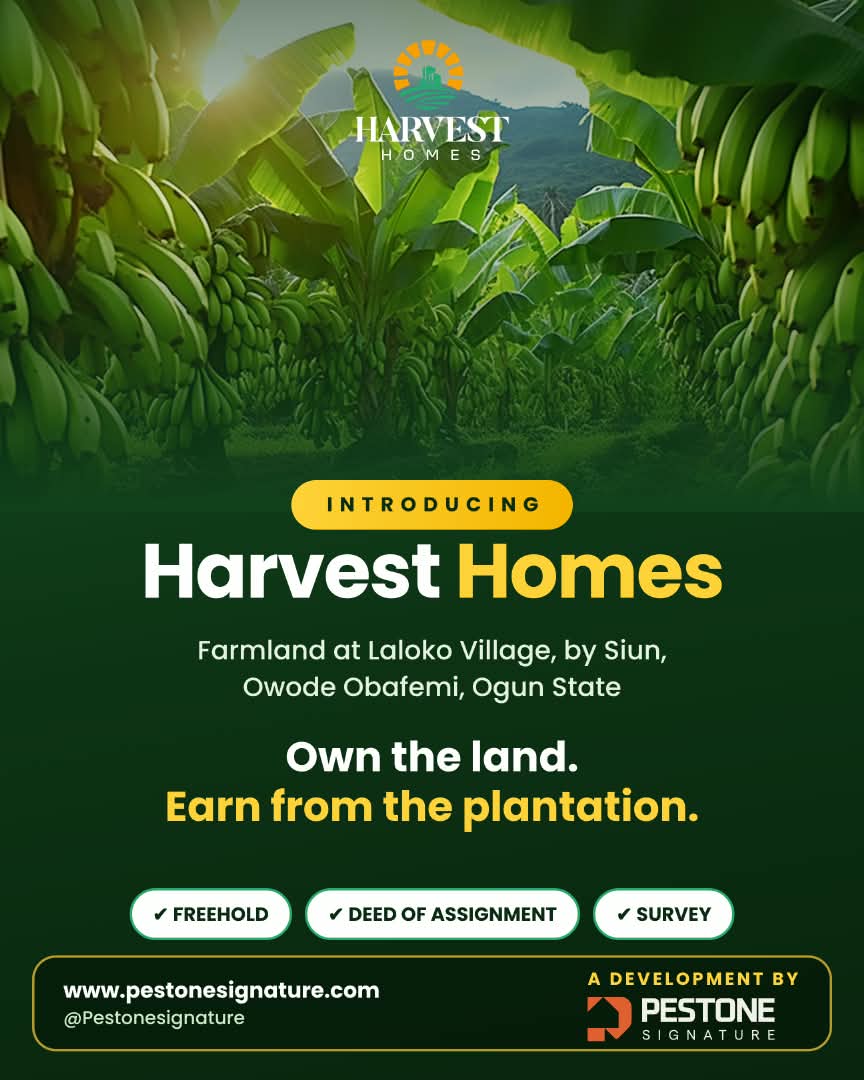 HARVEST
HOMES
INTRODUCING
Harvest Homes
Farmland at Laloko Village, by Siun,
Owode Obafemi, Ogun State
Own the land.
Earn from the plantation.
✔ FREEHOLD ✔ DEED OF ASSIGNMENT ✔ SURVEY
www.pestonesignature.com
@Pestonesignature
A DEVELOPMENT BY
PESTONE
SIGNATURE